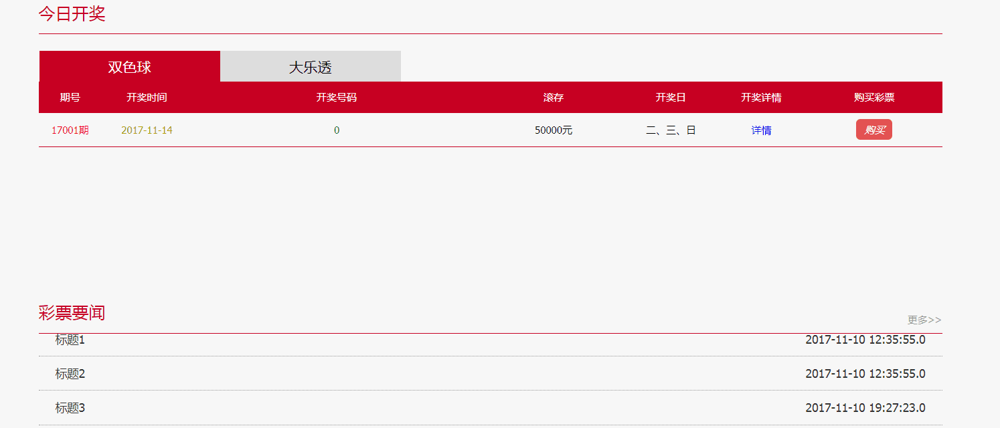 今日开奖
双色球 大乐透
期号 开奖时间 开奖号码 滚存 开奖日 开奖详情 购买彩票
17001期 2017-11-14 0 50000元 二、三、日 详情 购买
彩票要闻 更多>>
标题1 2017-11-10 12:35:55.0
标题2 2017-11-10 12:35:55.0
标题3 2017-11-10 19:27:23.0